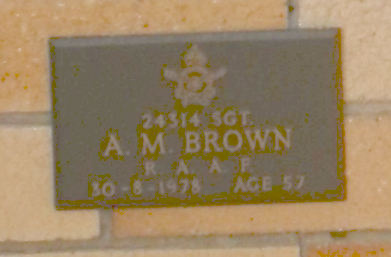 24314 SGT.
A. M. BROWN
R. A. A. F.
30-8-1978 AGE 57